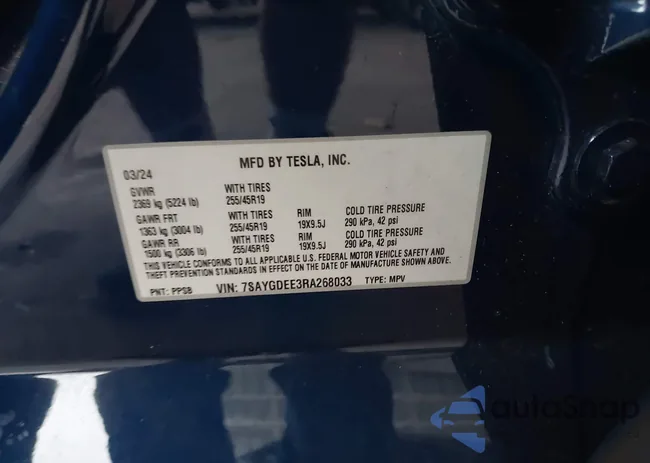 MFD BY TESLA, INC.
03/24
GVWR WITH TIRES
2369 kg (5224 lb) 255/45R19
GAWR FRT WITH TIRES RIM COLD TIRE PRESSURE
1363 kg (3004 lb) 255/45R19 19X9.5J 290 kPa, 42 psi
GAWR RR WITH TIRES RIM COLD TIRE PRESSURE
1500 kg (3306 lb) 255/45R19 19X9.5J 290 kPa, 42 psi
THIS VEHICLE CONFORMS TO ALL APPLICABLE U.S. FEDERAL MOTOR VEHICLE SAFETY AND
THEFT PREVENTION STANDARDS IN EFFECT ON THE DATE OF MANUFACTURE SHOWN ABOVE.
PNT: PPSB VIN: 7SAYGDEE3RA268033 TYPE: MPV
autoSnap